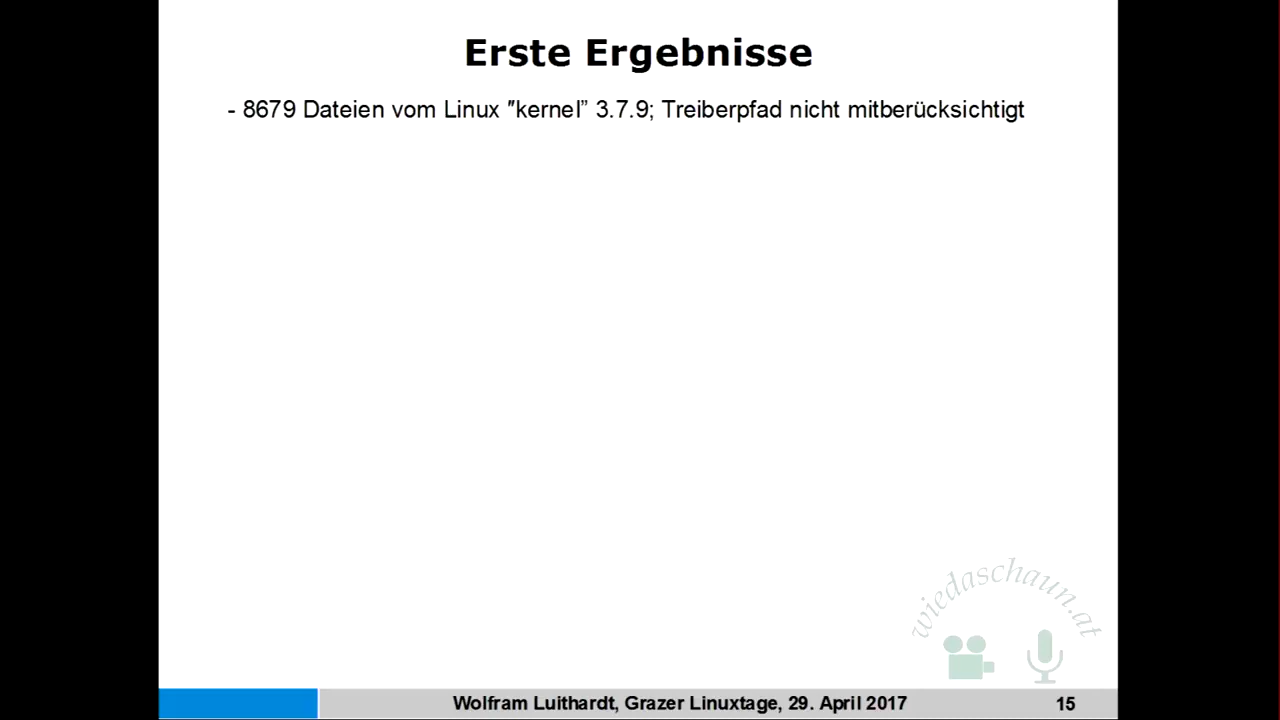 Erste Ergebnisse
- 8679 Dateien vom Linux "kernel” 3.7.9; Treiberpfad nicht mitberücksichtigt
wiedaschaun.at
Wolfram Luithardt, Grazer Linuxtage, 29. April 2017
15